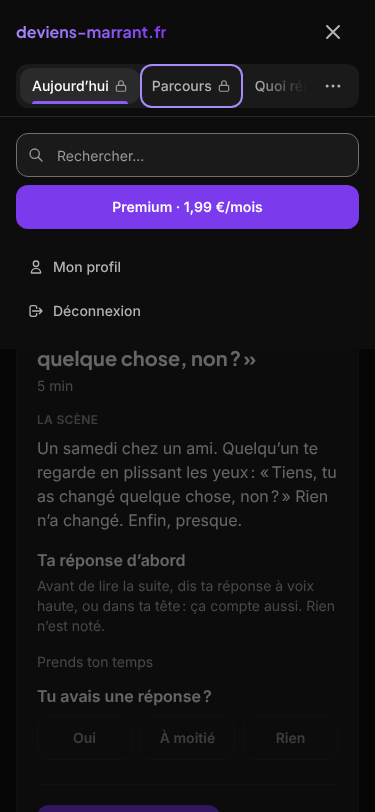 deviens-marrant.fr
Aujourd’hui
Parcours
Quoi
Rechercher…
Premium · 1,99 €/mois
Mon profil
Déconnexion
quelque chose, non ? »
5 min
LA SCÈNE
Un samedi chez un ami. Quelqu’un te
regarde en plissant les yeux : « Tiens, tu
as changé quelque chose, non ? » Rien
n’a changé. Enfin, presque.
Ta réponse d’abord
Avant de lire la suite, dis ta réponse à voix
haute, ou dans ta tête : ça compte aussi. Rien
n’est noté.
Prends ton temps
Tu avais une réponse ?
Oui
À moitié
Rien